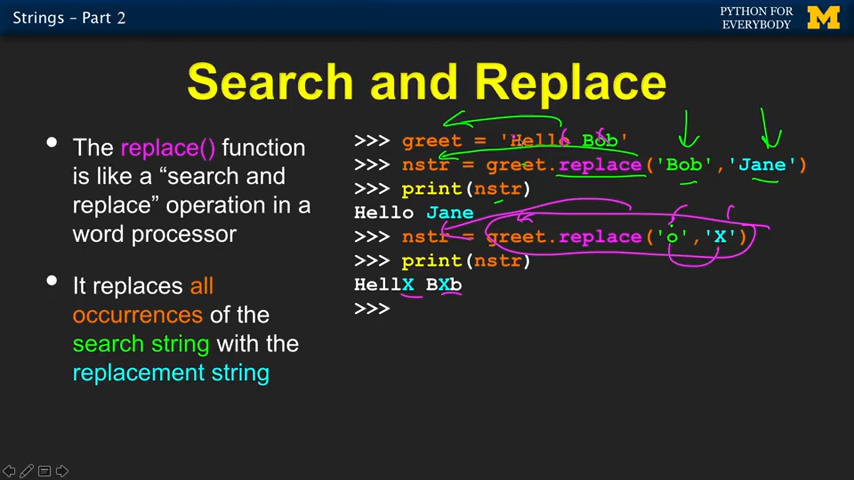 Strings – Part 2
PYTHON FOR
EVERYBODY
M
Search and Replace
• The replace() function
is like a “search and
replace” operation in a
word processor
• It replaces all
occurrences of the
search string with the
replacement string
>>> greet = 'Hello Bob'
>>> nstr = greet.replace('Bob','Jane')
>>> print(nstr)
Hello Jane
>>> nstr = greet.replace('o','X')
>>> print(nstr)
HellX BXb
>>>